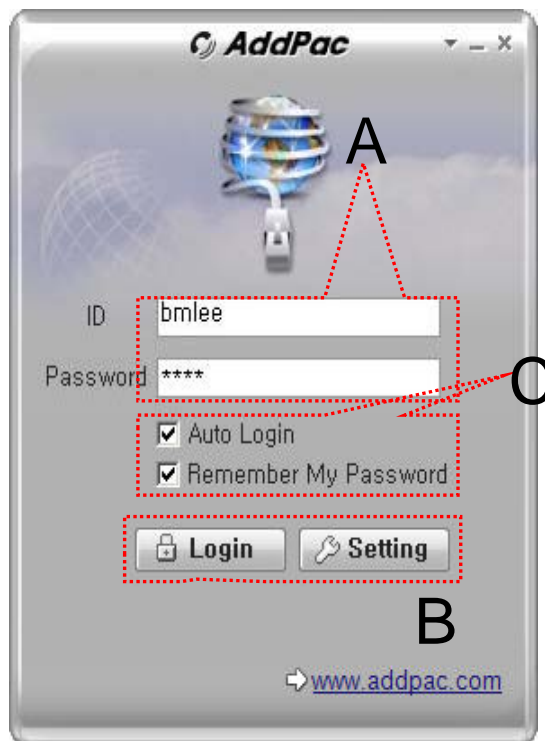 AddPac
A
ID bmlee
Password ****
C
Auto Login
Remember My Password
Login Setting
B
www.addpac.com